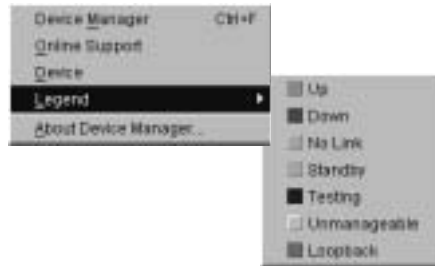 Device Manager Ctrl+F
Online Support
Device
Legend
About Device Manager...
Up
Down
No Link
Standby
Testing
Unmanageable
Loopback